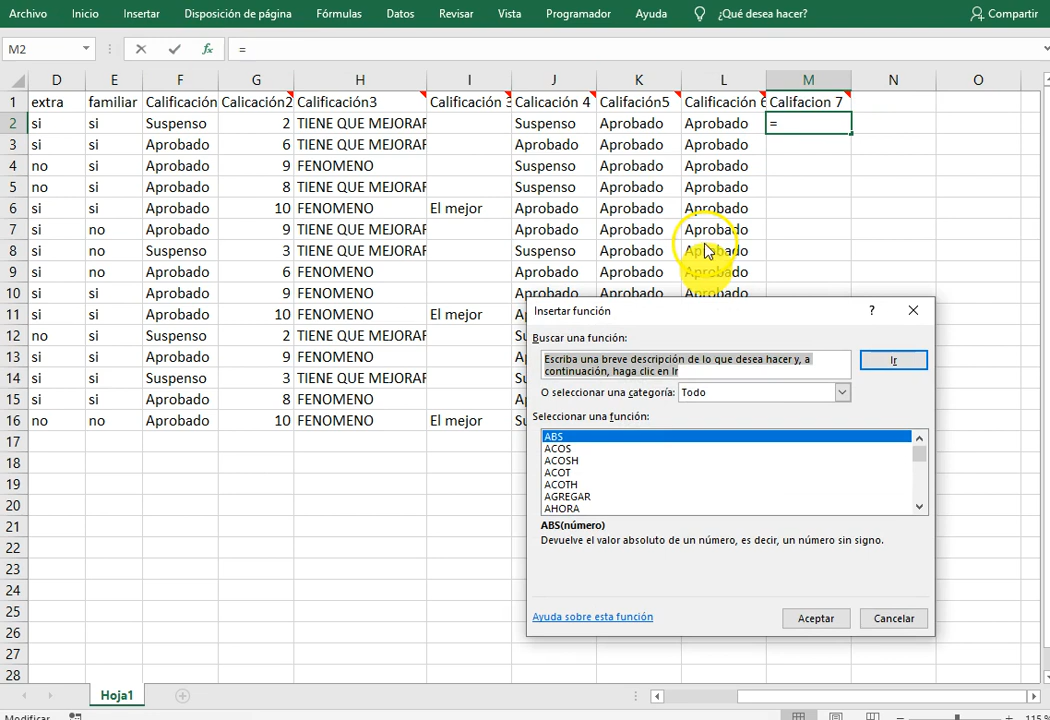 Archivo Inicio Insertar Disposición de página Fórmulas Datos Revisar Vista Programador Ayuda ¿Qué desea hacer? Compartir
M2 fx =
D E F G H I J K L M N O
1 extra familiar Calificación Calicación2 Calificación3 Calificación 3 Calicación 4 Califación5 Calificación 6 Califacion 7
2 si si Suspenso 2 TIENE QUE MEJORAR Suspenso Aprobado Aprobado =
3 si si Aprobado 6 TIENE QUE MEJORAR Aprobado Aprobado Aprobado
4 no si Aprobado 9 FENOMENO Suspenso Aprobado Aprobado
5 no si Aprobado 8 TIENE QUE MEJORAR Suspenso Aprobado Aprobado
6 si si Aprobado 10 FENOMENO El mejor Aprobado Aprobado Aprobado
7 si no Aprobado 9 TIENE QUE MEJORAR Aprobado Aprobado Aprobado
8 si no Suspenso 3 TIENE QUE MEJORAR Suspenso Aprobado Aprobado
9 si no Aprobado 6 FENOMENO Aprobado Aprobado Aprobado
10 si si Aprobado 9 FENOMENO Aprobado Aprobado Aprobado
11 si si Aprobado 10 FENOMENO El mejor
12 no si Suspenso 2 TIENE QUE MEJORAR
13 si si Aprobado 9 FENOMENO
14 si si Suspenso 3 TIENE QUE MEJORAR
15 si si Aprobado 8 FENOMENO
16 no no Aprobado 10 FENOMENO El mejor
17
18
19
20
21
22
23
24
25
26
27
28
Insertar función ?
Buscar una función:
Escriba una breve descripción de lo que desea hacer y, a
continuación, haga clic en Ir
Ir
O seleccionar una categoría: Todo
Seleccionar una función:
ABS
ACOS
ACOSH
ACOT
ACOTH
AGREGAR
AHORA
ABS(número)
Devuelve el valor absoluto de un número, es decir, un número sin signo.
Ayuda sobre esta función Aceptar Cancelar
Hoja1
Modificar 115 %